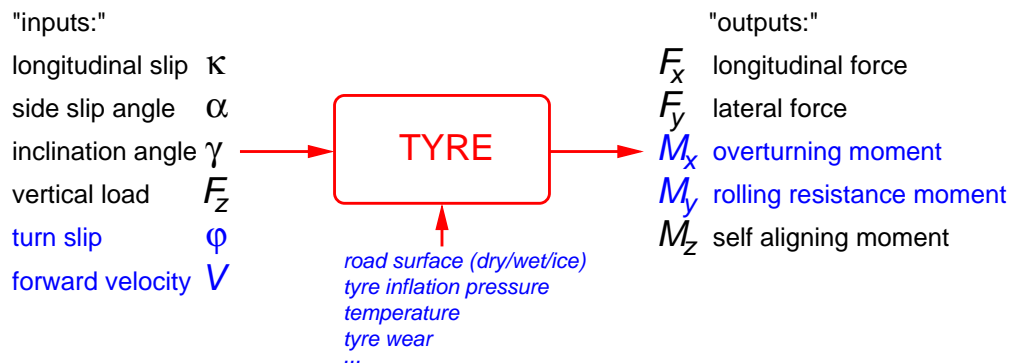 "inputs:"
longitudinal slip κ
side slip angle α
inclination angle γ
vertical load Fz
turn slip φ
forward velocity V
TYRE
road surface (dry/wet/ice)
tyre inflation pressure
temperature
tyre wear
...
"outputs:"
Fx longitudinal force
Fy lateral force
Mx overturning moment
My rolling resistance moment
Mz self aligning moment